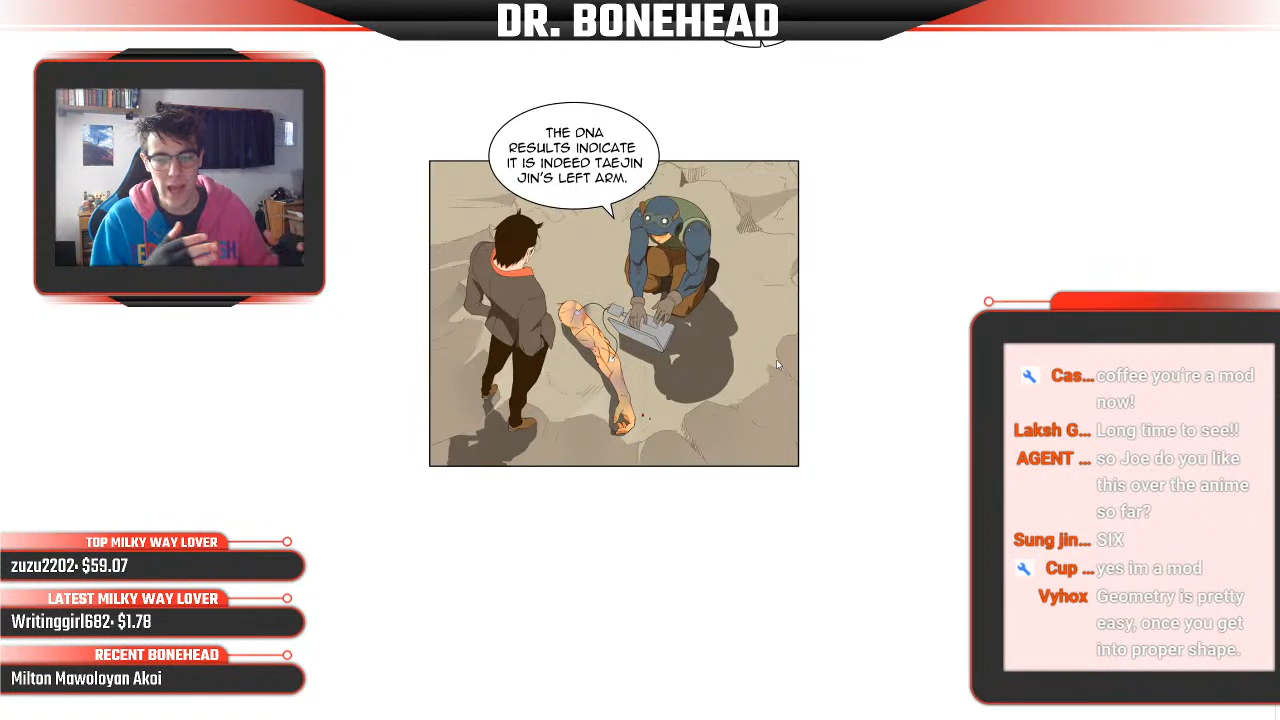 DR. BONEHEAD
THE DNA
RESULTS INDICATE
IT IS INDEED TAEJIN
JIN'S LEFT ARM.
Cas... coffee you're a mod
now!
Laksh G... Long time to see!!
AGENT ... so Joe do you like
this over the anime
so far?
Sung jin... SIX
Cup ... yes im a mod
Vyhox Geometry is pretty
easy, once you get
into proper shape.
TOP MILKY WAY LOVER
zuzu2202: $59.07
LATEST MILKY WAY LOVER
Writinggirl682: $1.78
RECENT BONEHEAD
Milton Mawoloyan Akoi